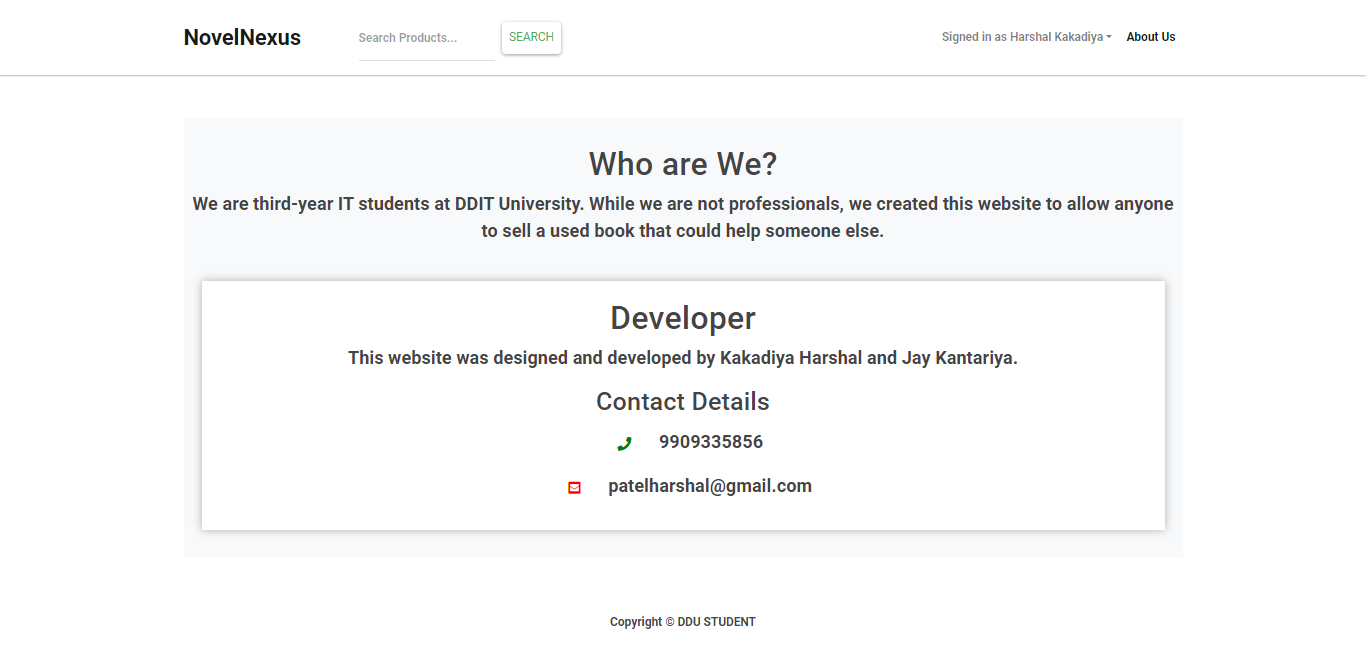 NovelNexus
Search Products...
SEARCH
Signed in as Harshal Kakadiya
About Us
Who are We?
We are third-year IT students at DDIT University. While we are not professionals, we created this website to allow anyone
to sell a used book that could help someone else.
Developer
This website was designed and developed by Kakadiya Harshal and Jay Kantariya.
Contact Details
9909335856
patelharshal@gmail.com
Copyright © DDU STUDENT